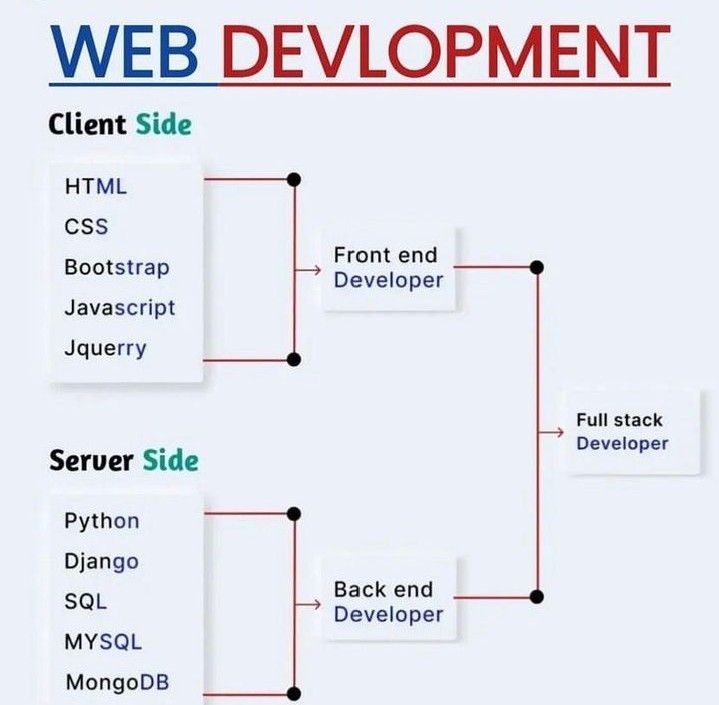 WEB DEVLOPMENT
Client Side
HTML
CSS
Bootstrap
Javascript
Jquerry
Front end
Developer
Full stack
Developer
Server Side
Python
Django
SQL
MYSQL
MongoDB
Back end
Developer